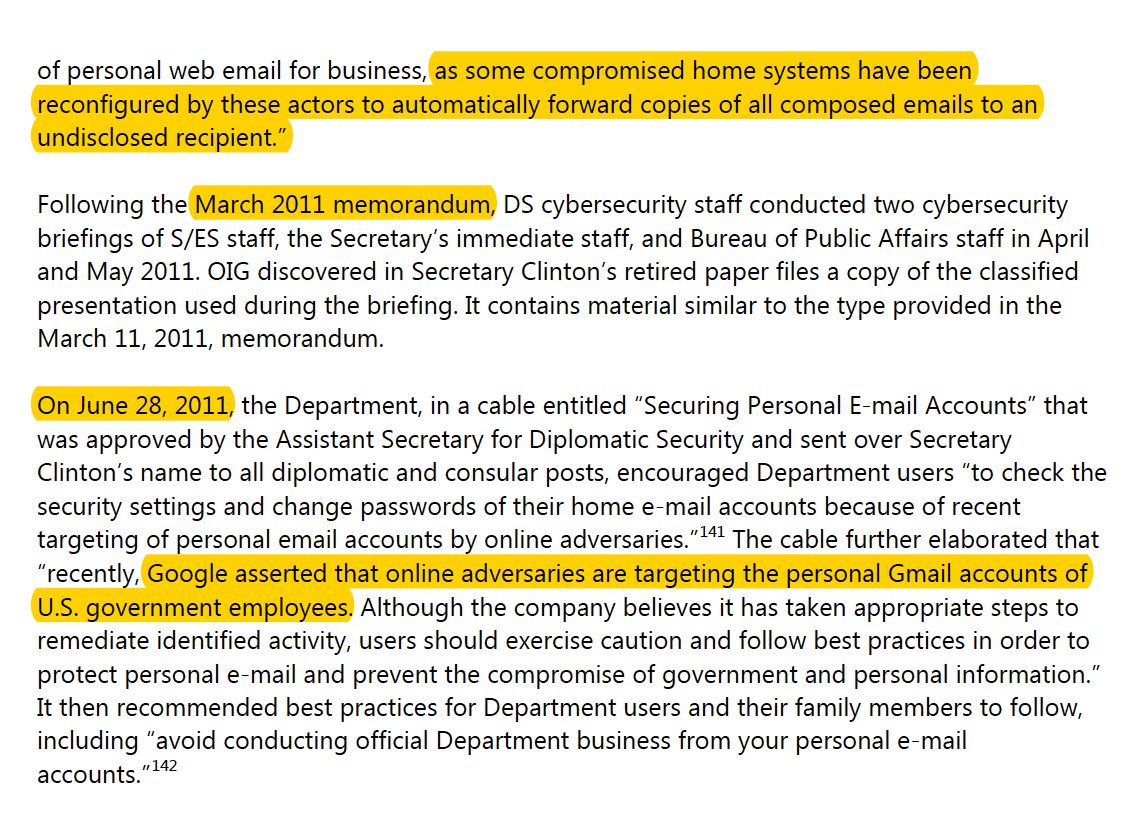 of personal web email for business, as some compromised home systems have been
reconfigured by these actors to automatically forward copies of all composed emails to an
undisclosed recipient.”
Following the March 2011 memorandum, DS cybersecurity staff conducted two cybersecurity
briefings of S/ES staff, the Secretary’s immediate staff, and Bureau of Public Affairs staff in April
and May 2011. OIG discovered in Secretary Clinton’s retired paper files a copy of the classified
presentation used during the briefing. It contains material similar to the type provided in the
March 11, 2011, memorandum.
On June 28, 2011, the Department, in a cable entitled “Securing Personal E-mail Accounts” that
was approved by the Assistant Secretary for Diplomatic Security and sent over Secretary
Clinton’s name to all diplomatic and consular posts, encouraged Department users “to check the
security settings and change passwords of their home e-mail accounts because of recent
targeting of personal email accounts by online adversaries.”141 The cable further elaborated that
“recently, Google asserted that online adversaries are targeting the personal Gmail accounts of
U.S. government employees. Although the company believes it has taken appropriate steps to
remediate identified activity, users should exercise caution and follow best practices in order to
protect personal e-mail and prevent the compromise of government and personal information.”
It then recommended best practices for Department users and their family members to follow,
including “avoid conducting official Department business from your personal e-mail
accounts.”142